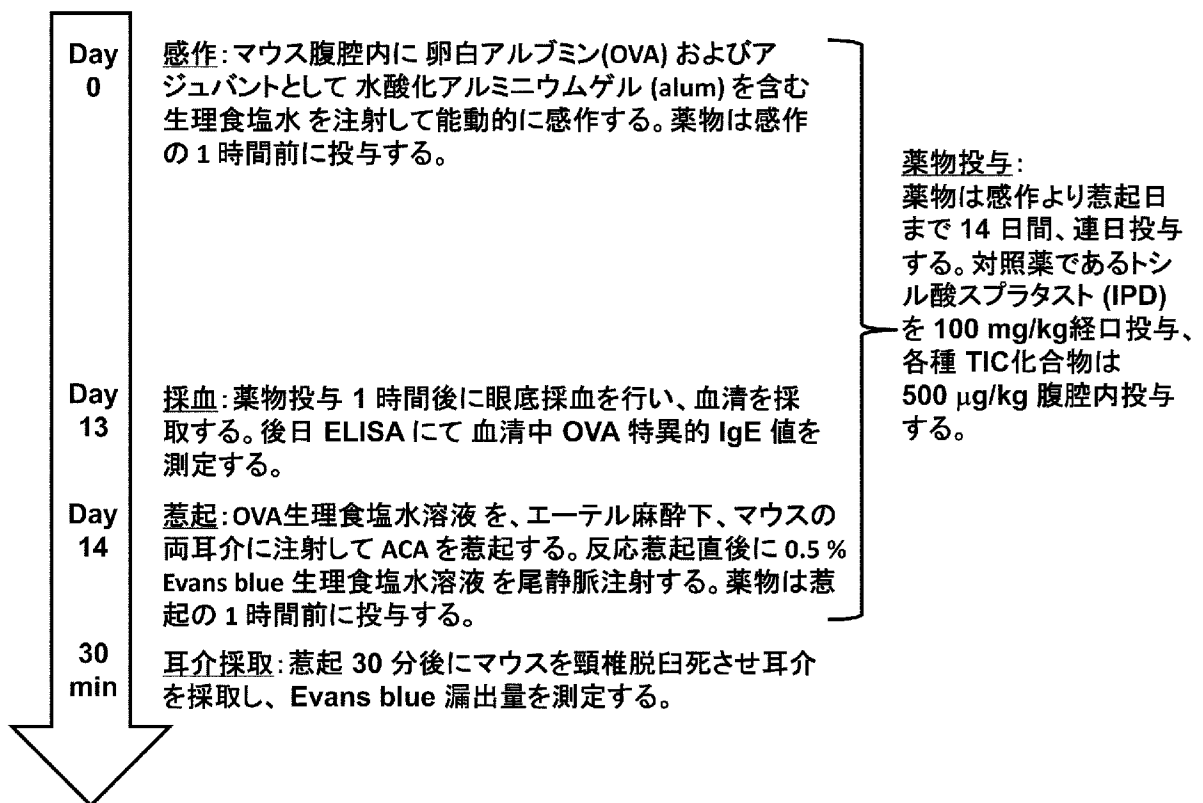 Day
0
感作:マウス腹腔内に 卵白アルブミン(OVA) およびア
ジュバントとして 水酸化アルミニウムゲル (alum) を含む
生理食塩水 を注射して能動的に感作する。薬物は感作
の 1 時間前に投与する。
Day
13
採血:薬物投与 1 時間後に眼底採血を行い、血清を採
取する。後日 ELISA にて 血清中 OVA 特異的 IgE 値を
測定する。
Day
14
惹起:OVA生理食塩水溶液 を、エーテル麻酔下、マウスの
両耳介に注射して ACA を惹起する。反応惹起直後に 0.5 %
Evans blue 生理食塩水溶液 を尾静脈注射する。薬物は惹
起の 1 時間前に投与する。
30
min
耳介採取:惹起 30 分後にマウスを頸椎脱臼死させ耳介
を採取し、Evans blue 漏出量を測定する。
薬物投与:
薬物は感作より惹起日
まで 14 日間、連日投与
する。対照薬であるトシ
ル酸スプラタスト (IPD)
を 100 mg/kg経口投与、
各種 TIC化合物は
500 μg/kg 腹腔内投与
する。